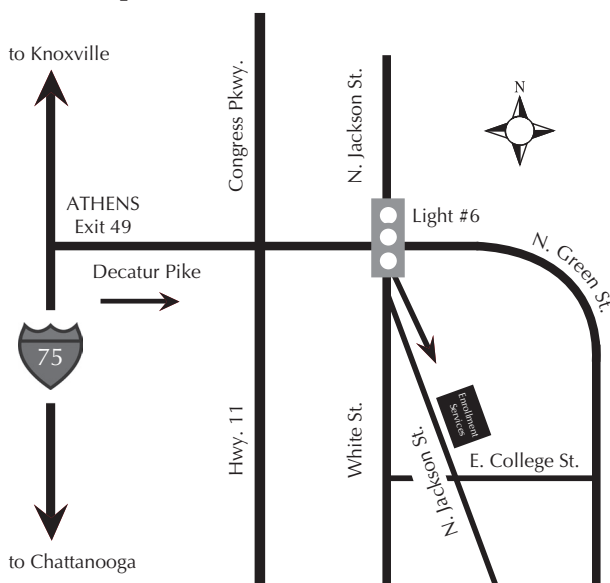 to Knoxville
Congress Pkwy.
N. Jackson St.
N
ATHENS
Exit 49
Light #6
N. Green St.
Decatur Pike
75
Enrollment
Services
Hwy. 11
White St.
N. Jackson St.
E. College St.
to Chattanooga